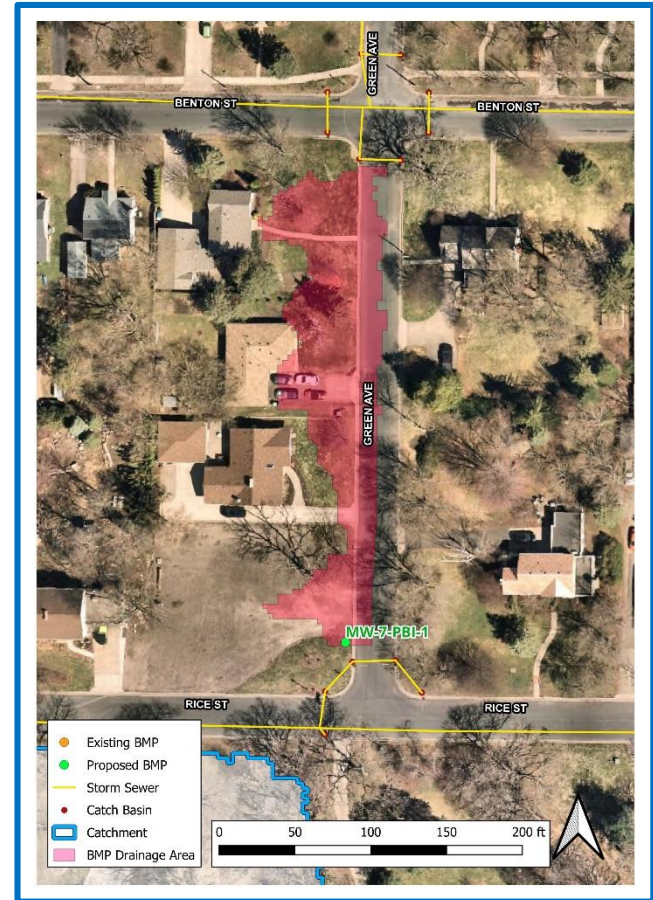 GREEN AVE
BENTON ST
BENTON ST
GREEN AVE
MW-7-PBI-1
RICE ST
RICE ST
Existing BMP
Proposed BMP
Storm Sewer
Catch Basin
Catchment
BMP Drainage Area
0 50 100 150 200 ft